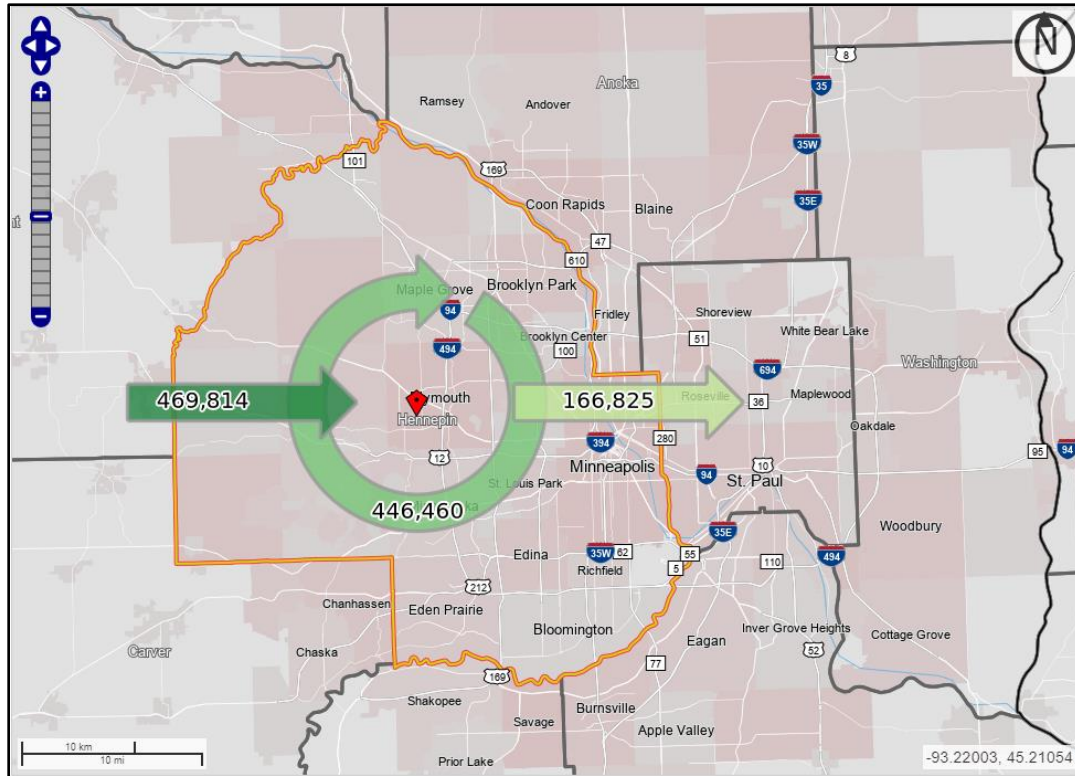 N
8
35
Anoka
Ramsey
Andover
35W
101
169
35E
Coon Rapids
Blaine
47
610
Maple Grove
Brooklyn Park
94
Fridley
Shoreview
White Bear Lake
Brooklyn Center
51
494
100
694
Washington
469,814
ymouth
166,825
Roseville
36
Maplewood
Hennepin
Oakdale
394
280
95
94
12
Minneapolis
10
St. Louis Park
94
St. Paul
446,460
35E
Woodbury
Edina
35W
62
55
494
Richfield
5
110
212
Chanhassen
Eden Prairie
Bloomington
Eagan
Inver Grove Heights
Cottage Grove
Carver
Chaska
77
52
169
Shakopee
Burnsville
Savage
Apple Valley
10 km
10 mi
Prior Lake
-93.22003, 45.21054